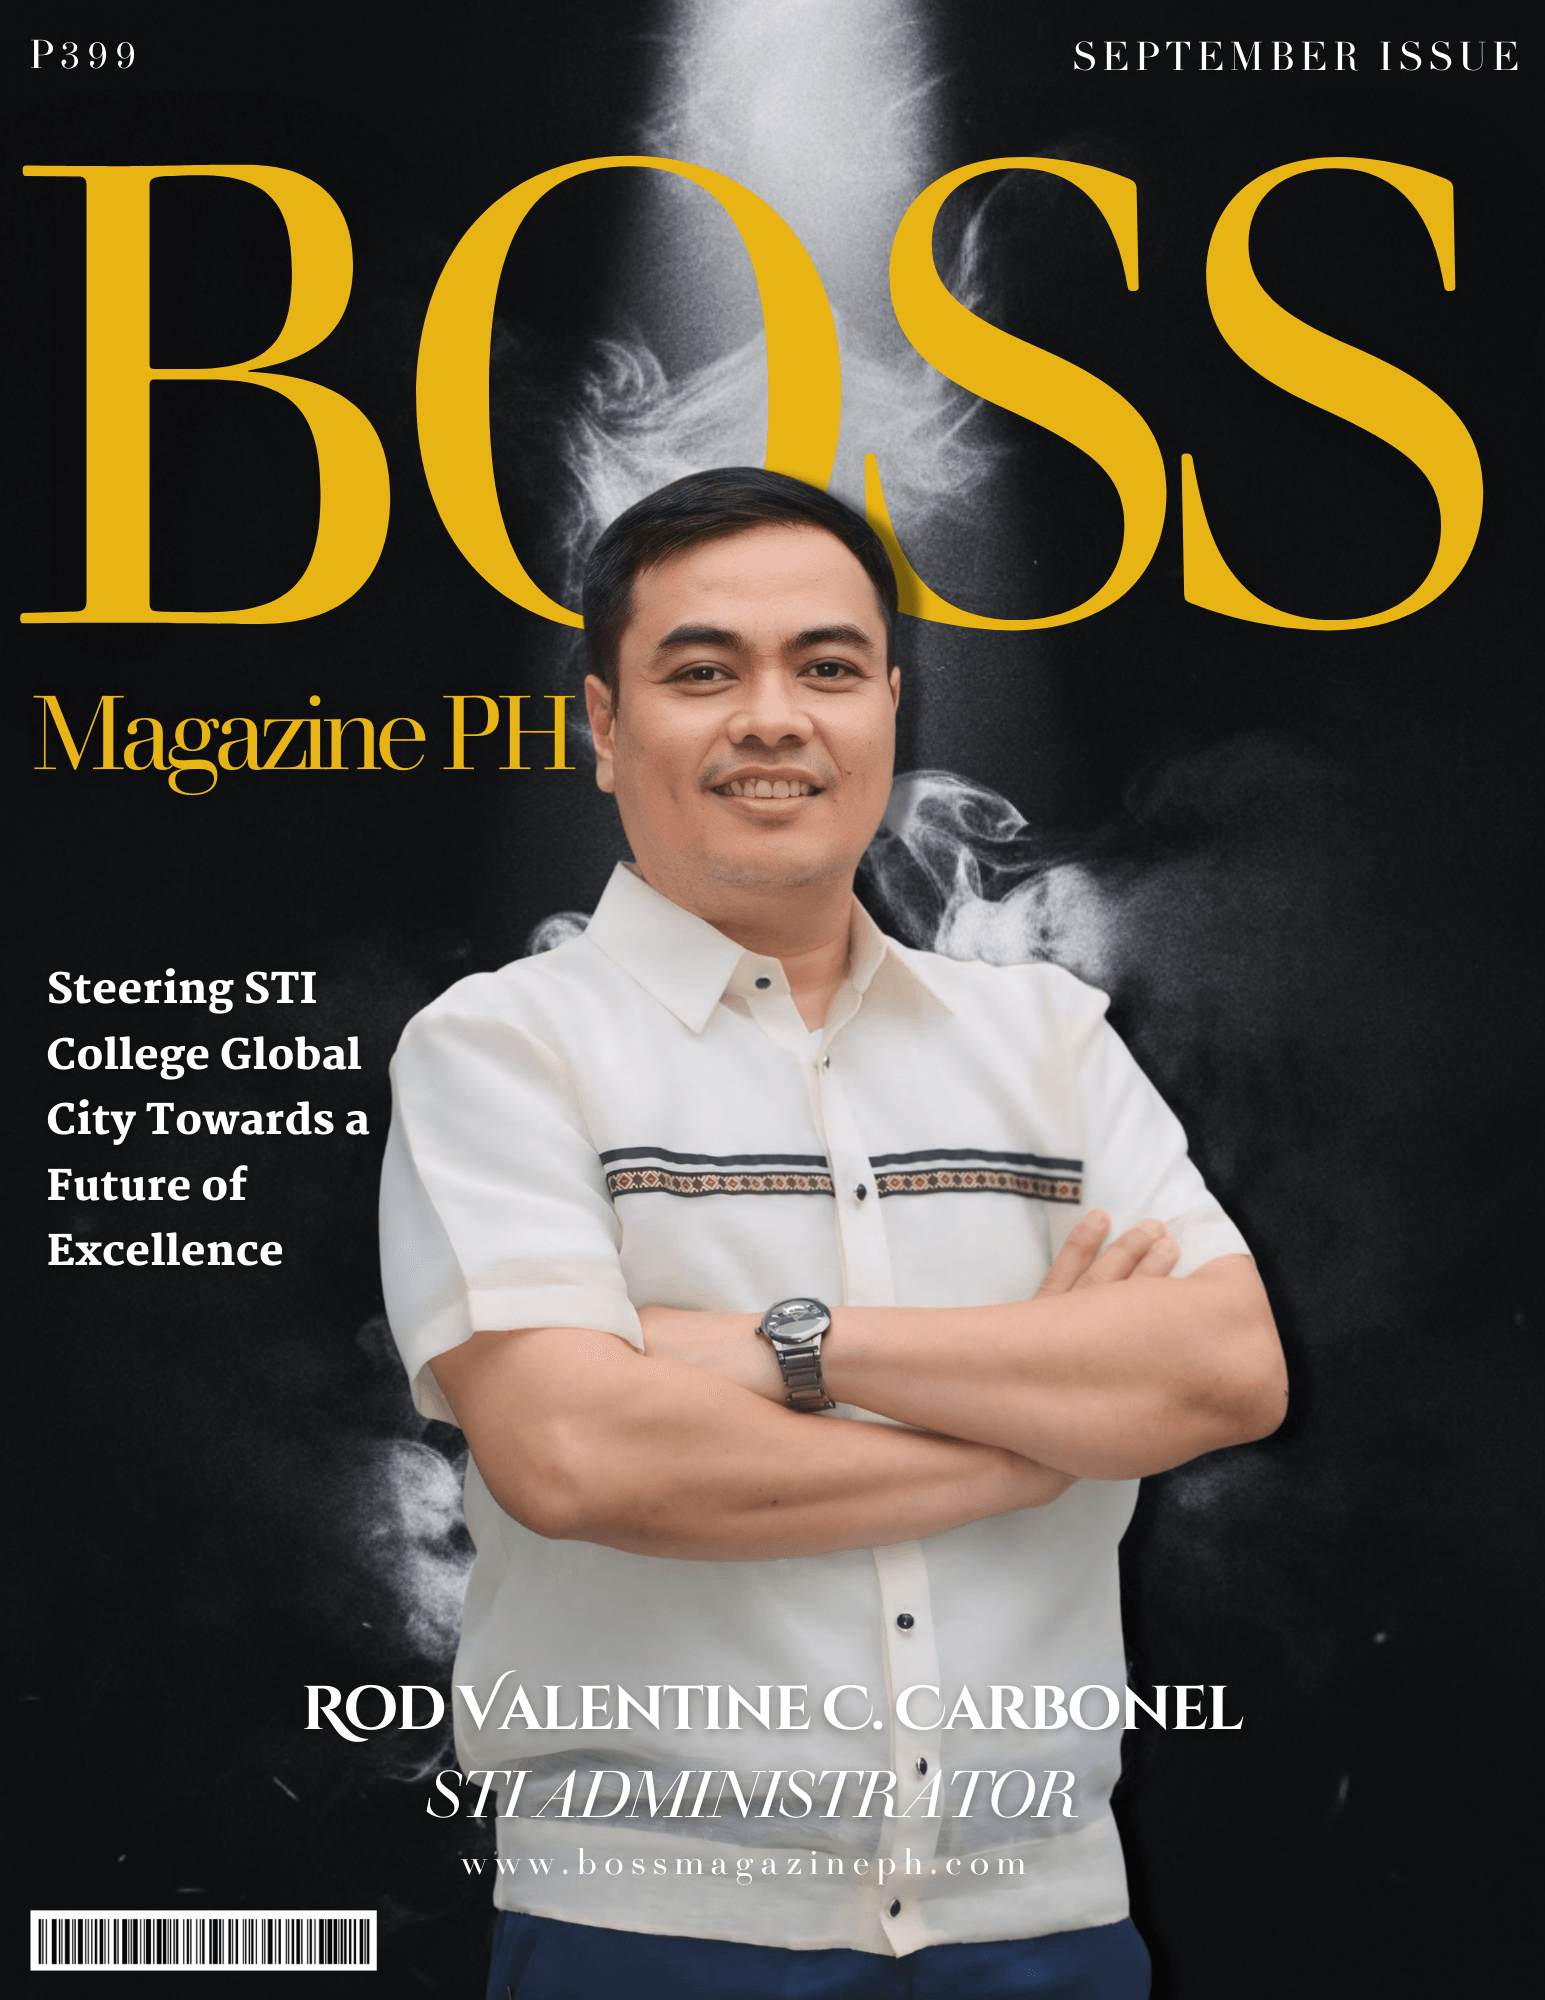 P399
SEPTEMBER ISSUE
BOSS
Magazine PH
Steering STI
College Global
City Towards a
Future of
Excellence
ROD VALENTINE C. CARBONEL
STI ADMINISTRATOR
www.bossmagazineph.com